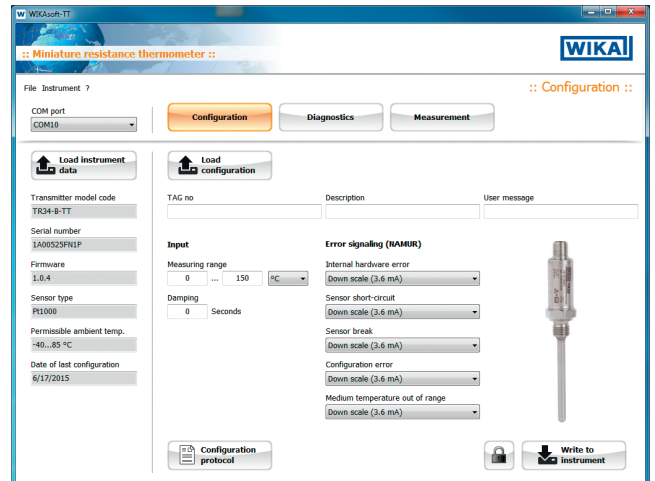 WIKAsoft-TT
:: Miniature resistance thermometer ::
WIKA
File Instrument ?
:: Configuration ::
COM port
COM10
Configuration
Diagnostics
Measurement
Load instrument
data
Load
configuration
Transmitter model code
TR34-B-TT
TAG no
Description
User message
Serial number
1A00525FN1P
Input
Error signaling (NAMUR)
Firmware
1.0.4
Measuring range
0 ... 150 °C
Internal hardware error
Down scale (3.6 mA)
Sensor type
Pt1000
Damping
0 Seconds
Sensor short-circuit
Down scale (3.6 mA)
Permissible ambient temp.
-40...85 °C
Sensor break
Down scale (3.6 mA)
Date of last configuration
6/17/2015
Configuration error
Down scale (3.6 mA)
Medium temperature out of range
Down scale (3.6 mA)
Configuration
protocol
Write to
instrument